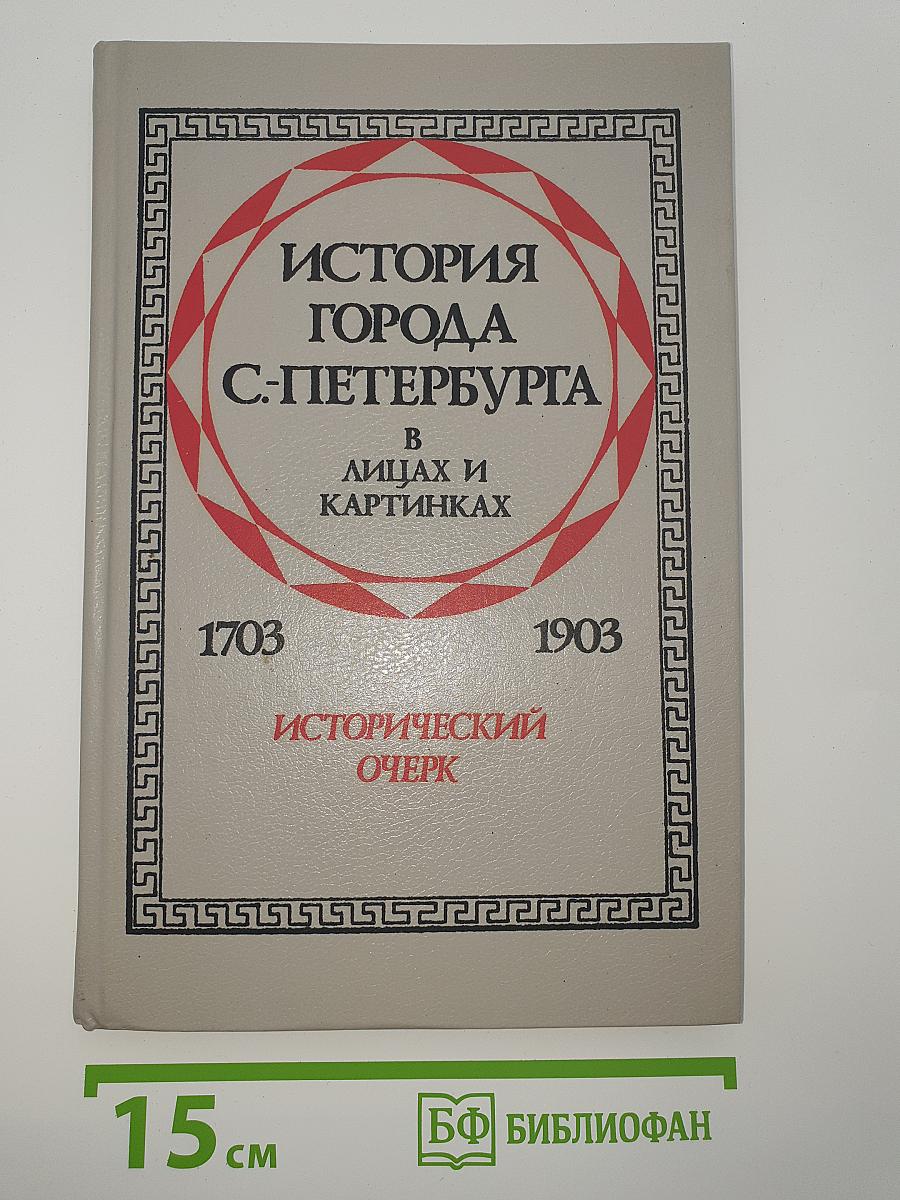 ИСТОРИЯ
ГОРОДА
С.-ПЕТЕРБУРГА
В
ЛИЦАХ И
КАРТИНКАХ
1703 1903
ИСТОРИЧЕСКИЙ
ОЧЕРК
15 см
БФ БИБЛИОФАН